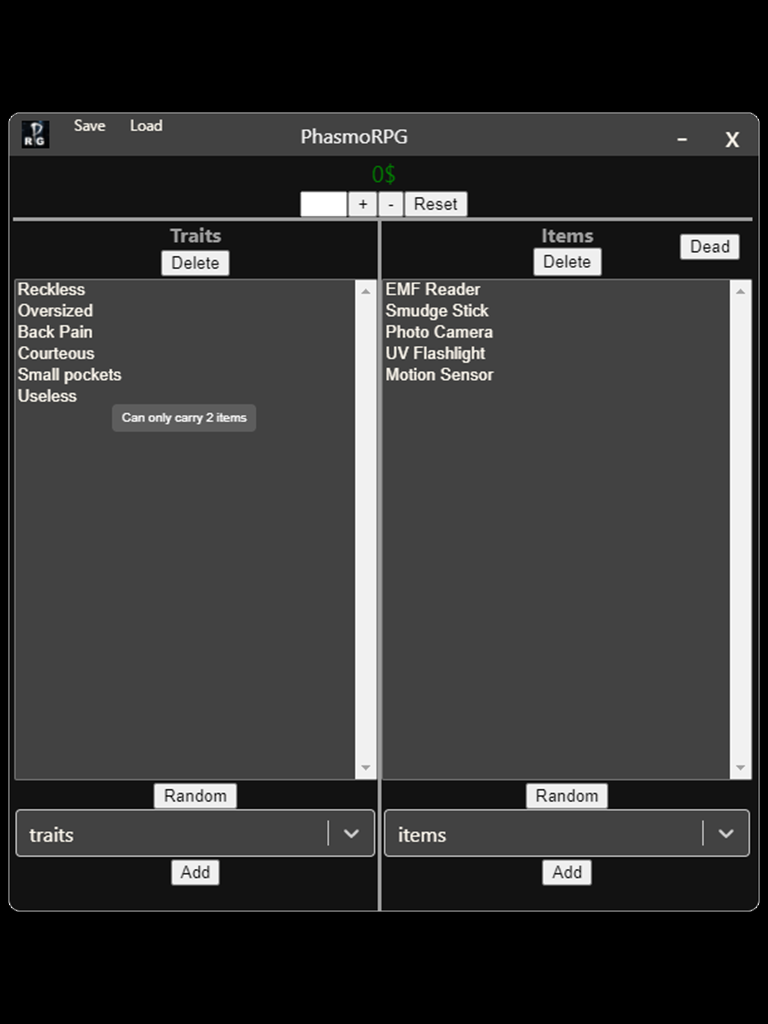 P
RG
Save Load
PhasmoRPG
– X
0$
+ - Reset
Traits
Delete
Items
Delete
Dead
Reckless
Oversized
Back Pain
Courteous
Small pockets
Useless
Can only carry 2 items
EMF Reader
Smudge Stick
Photo Camera
UV Flashlight
Motion Sensor
Random
traits
Add
Random
items
Add